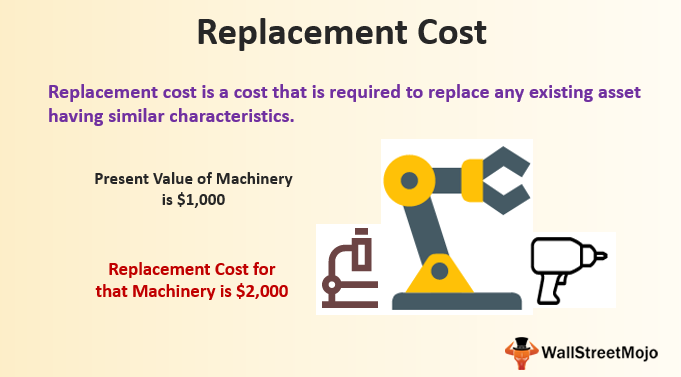 Replacement Cost
Replacement cost is a cost that is required to replace any existing asset
having similar characteristics.
Present Value of Machinery
is $1,000
Replacement Cost for
that Machinery is $2,000
WallStreetMojo